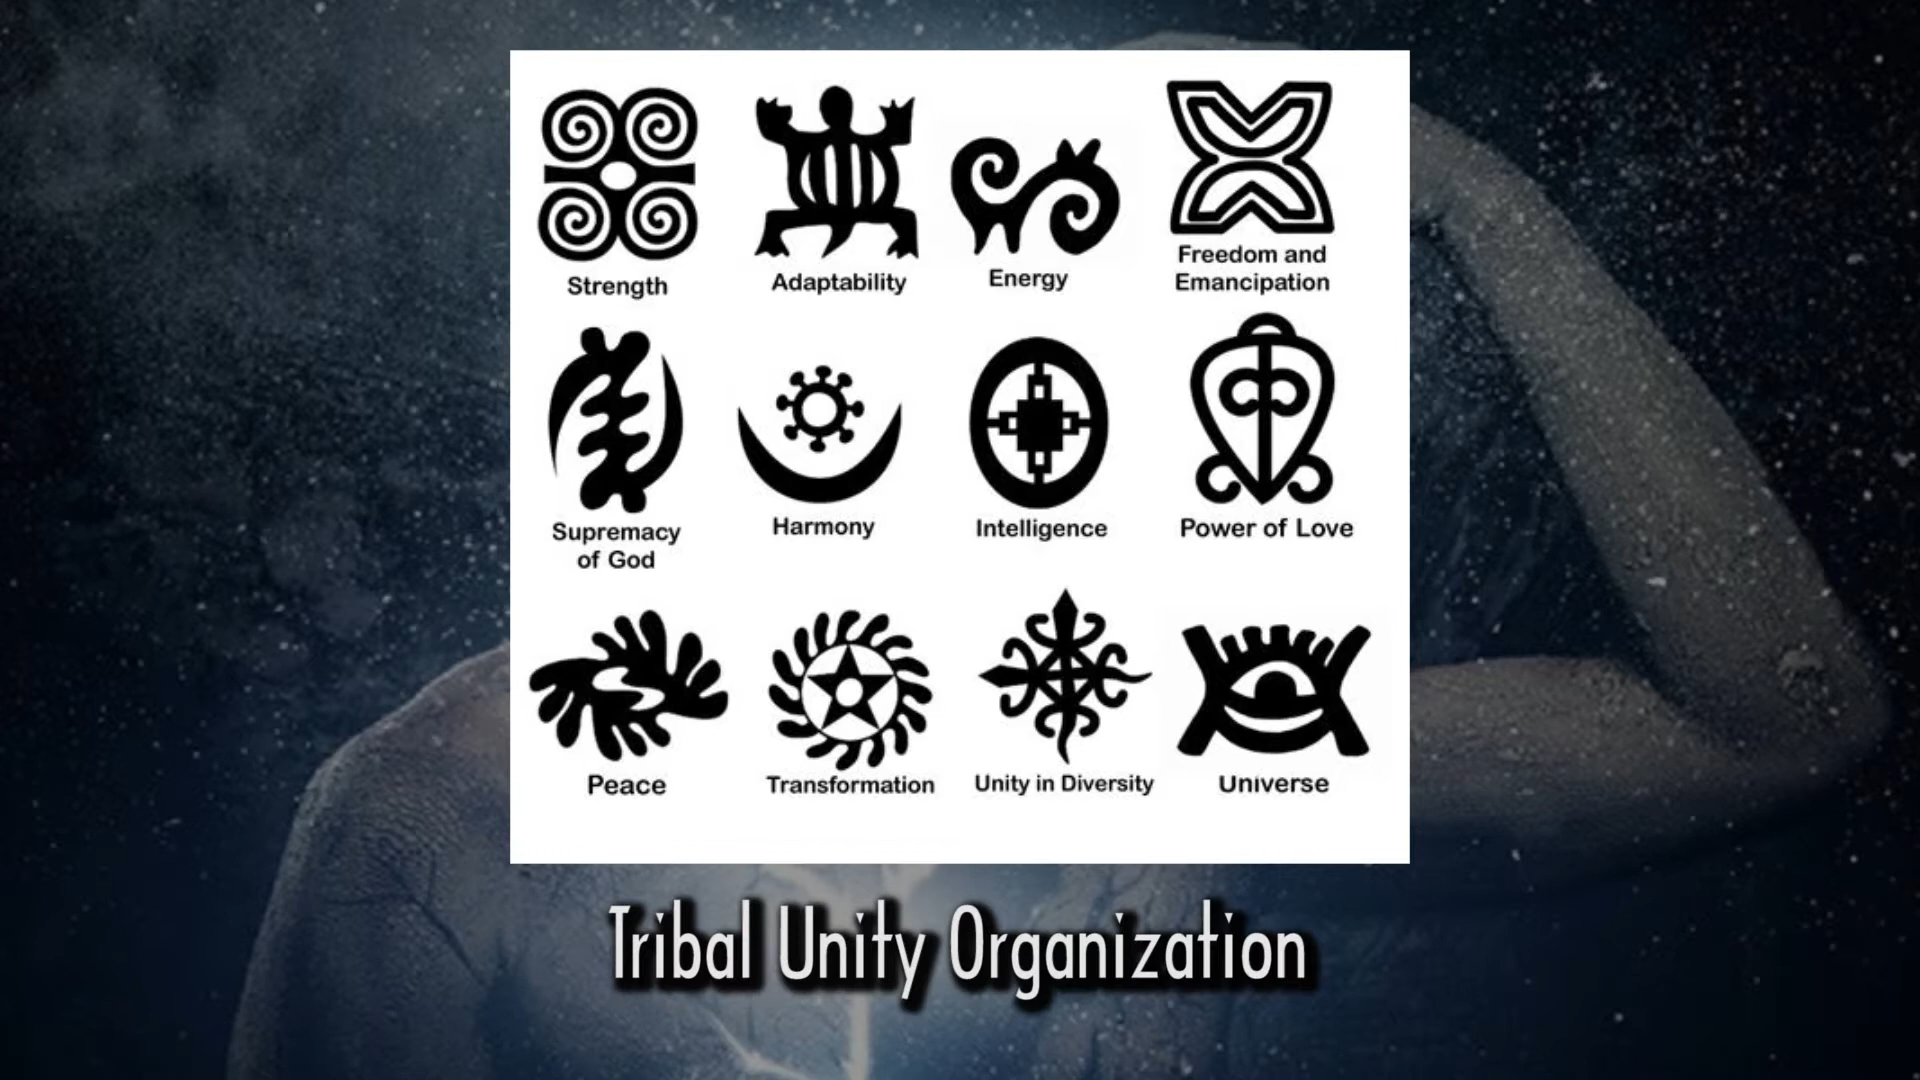 Strength
Adaptability
Energy
Freedom and
Emancipation
Supremacy
of God
Harmony
Intelligence
Power of Love
Peace
Transformation
Unity in Diversity
Universe
Tribal Unity Organization